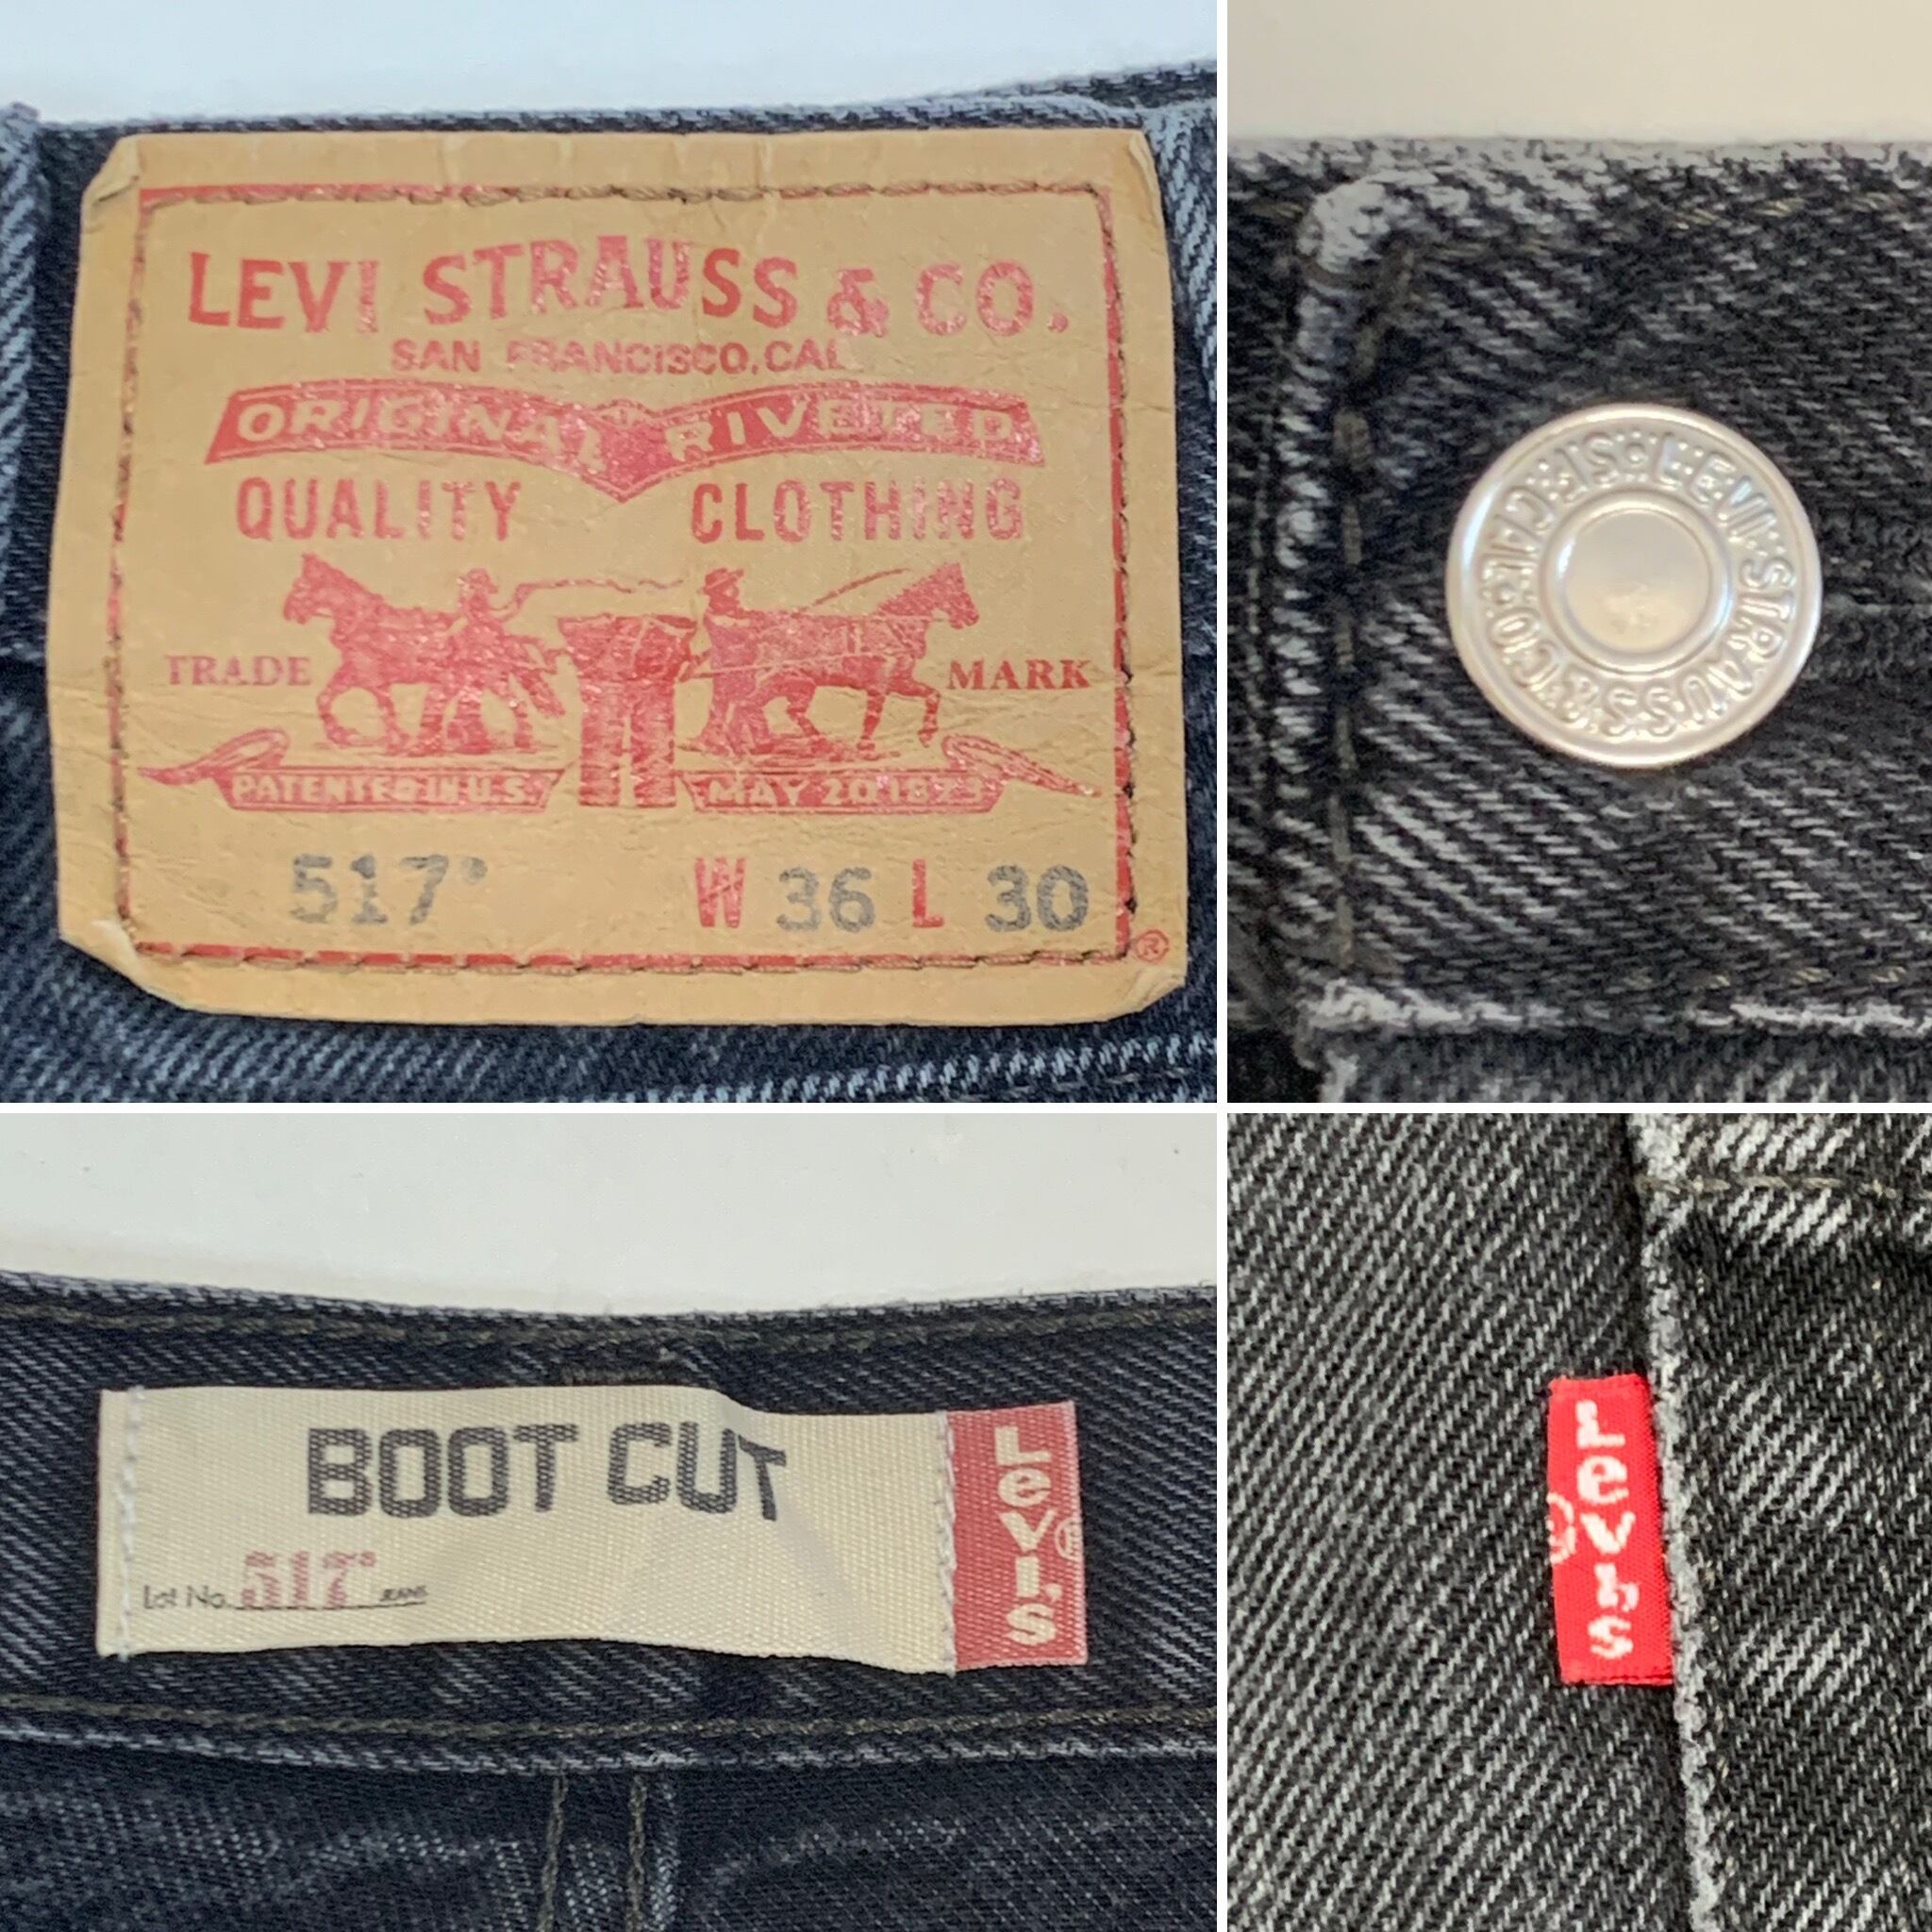 LEVI STRAUSS & CO.
SAN FRANCISCO, CAL
ORIGINAL RIVETED
QUALITY CLOTHING
TRADE MARK
PATENTED IN U.S. MAY 20 1873
517® W 36 L 30
®
LEVI STRAUSS & CO CAL S.F.
BOOT CUT
Lot No. 517® JEANS
Levi's
®
Levi's
®